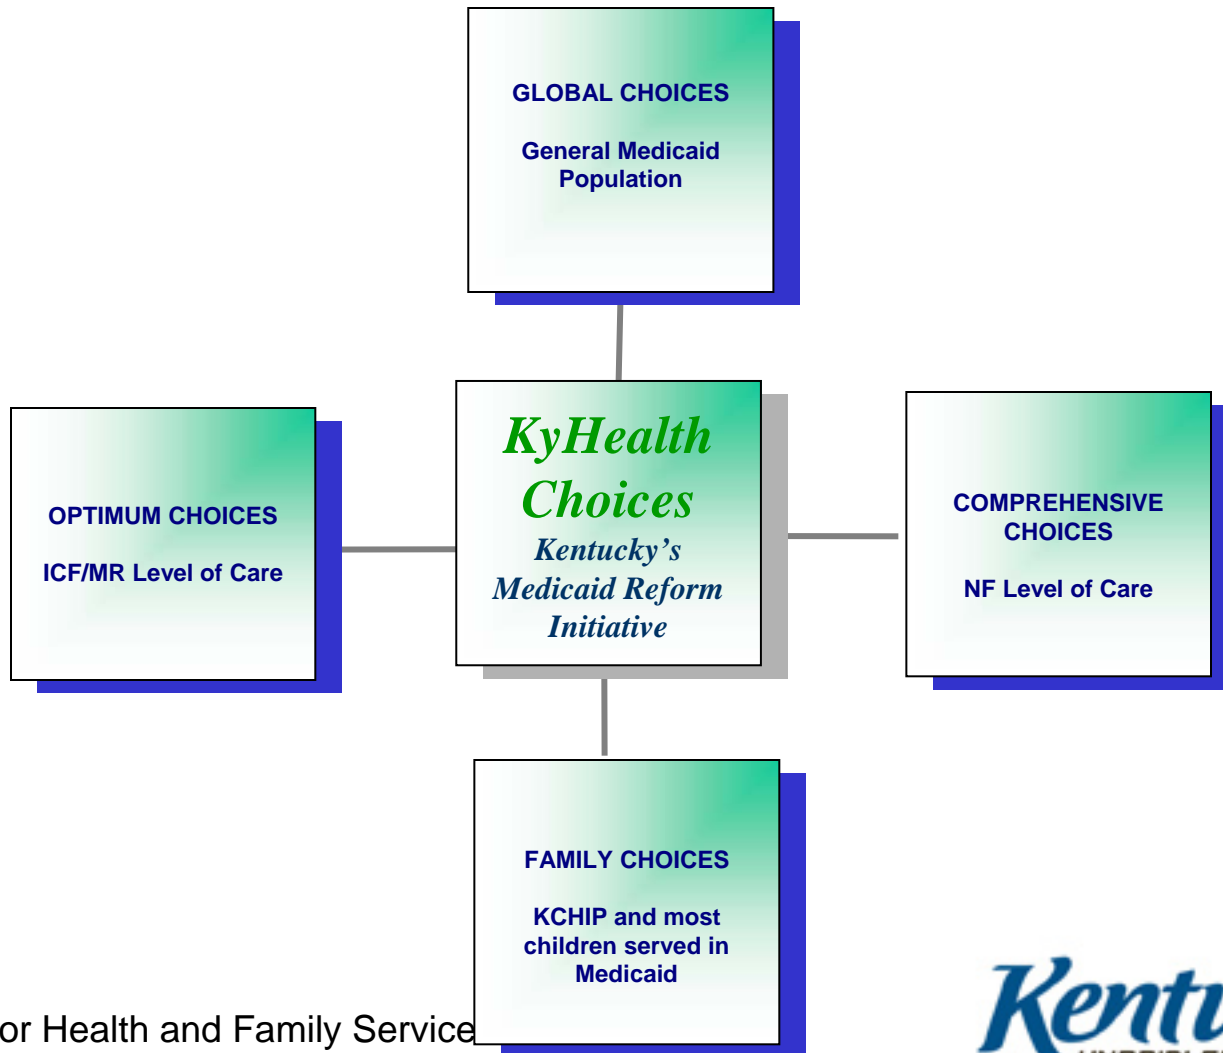 GLOBAL CHOICES
General Medicaid
Population
KyHealth
Choices
Kentucky’s
Medicaid Reform
Initiative
OPTIMUM CHOICES
ICF/MR Level of Care
COMPREHENSIVE
CHOICES
NF Level of Care
FAMILY CHOICES
KCHIP and most
children served in
Medicaid
or Health and Family Service
Kentu